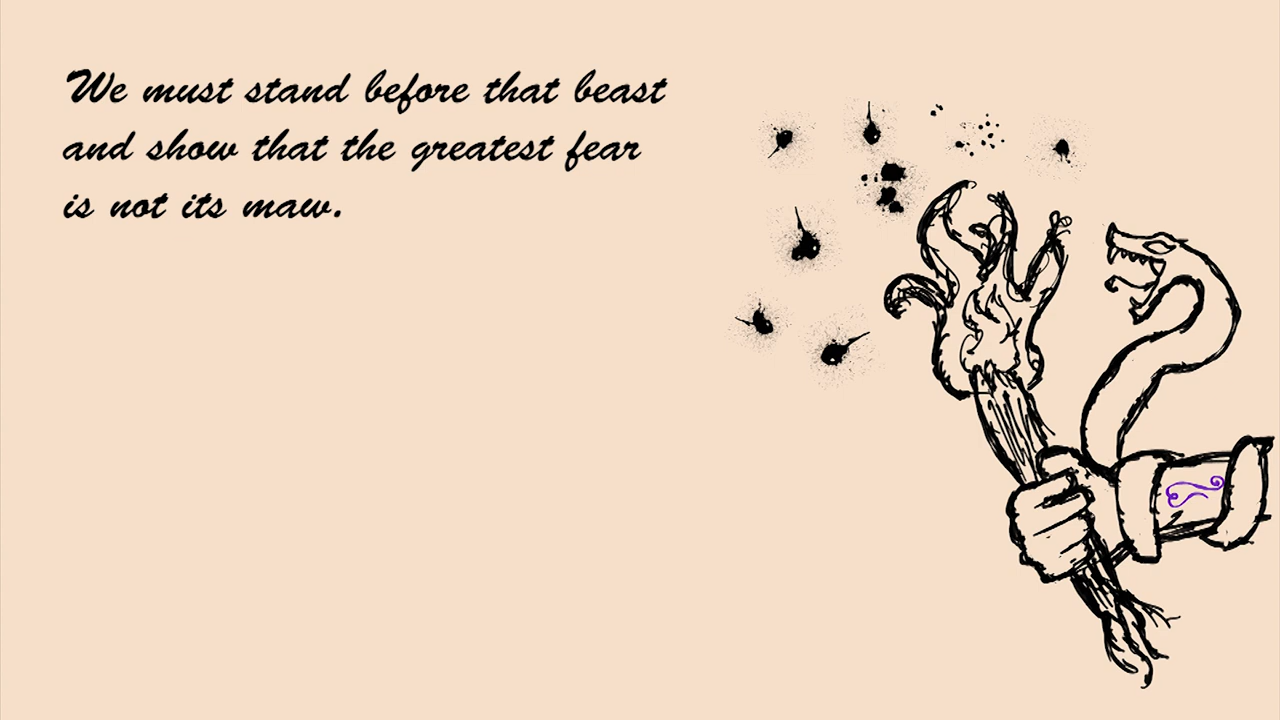 We must stand before that beast
and show that the greatest fear
is not its maw.